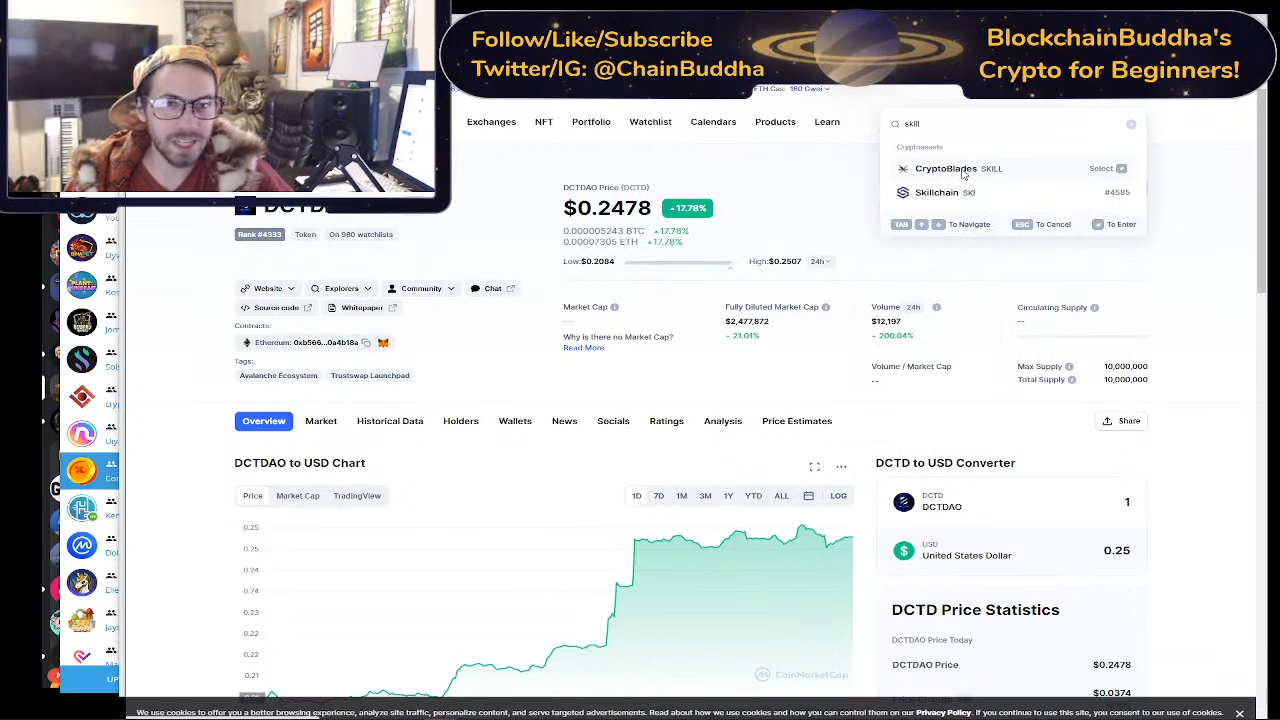 Follow/Like/Subscribe
Twitter/IG: @ChainBuddha
BlockchainBuddha's
Crypto for Beginners!
ETH Gas: 160 Gwei
Exchanges NFT Portfolio Watchlist Calendars Products Learn
skill
Cryptoassets
CryptoBlades SKILL Select
Skillchain SKI #4585
TAB To Navigate ESC To Cancel To Enter
DCTDAO Price (DCTD)
$0.2478 17.78%
0.000005243 BTC 17.78%
0.00007305 ETH 17.78%
Low:$0.2084 High:$0.2507 24h
Rank #4333 Token On 980 watchlists
Website Explorers Community Chat
Source code Whitepaper
Contracts:
Ethereum: 0xb566...0a4b18a
Tags:
Avalanche Ecosystem Trustswap Launchpad
Market Cap
--
Why is there no Market Cap?
Read More
Fully Diluted Market Cap
$2,477,872
21.01%
Volume 24h
$12,197
200.04%
Volume / Market Cap
--
Circulating Supply
--
Max Supply 10,000,000
Total Supply 10,000,000
Overview Market Historical Data Holders Wallets News Socials Ratings Analysis Price Estimates Share
DCTDAO to USD Chart
Price Market Cap TradingView
1D 7D 1M 3M 1Y YTD ALL LOG
0.25
0.25
0.24
0.24
0.23
0.23
0.22
0.22
0.21
0.21
CoinMarketCap
DCTD to USD Converter
DCTD
DCTDAO
1
USD
United States Dollar
0.25
DCTD Price Statistics
DCTDAO Price Today
DCTDAO Price $0.2478
$0.0374
We use cookies to offer you a better browsing experience, analyze site traffic, personalize content, and serve targeted advertisements. Read about how we use cookies and how you can control them on our Privacy Policy. If you continue to use this site, you consent to our use of cookies.